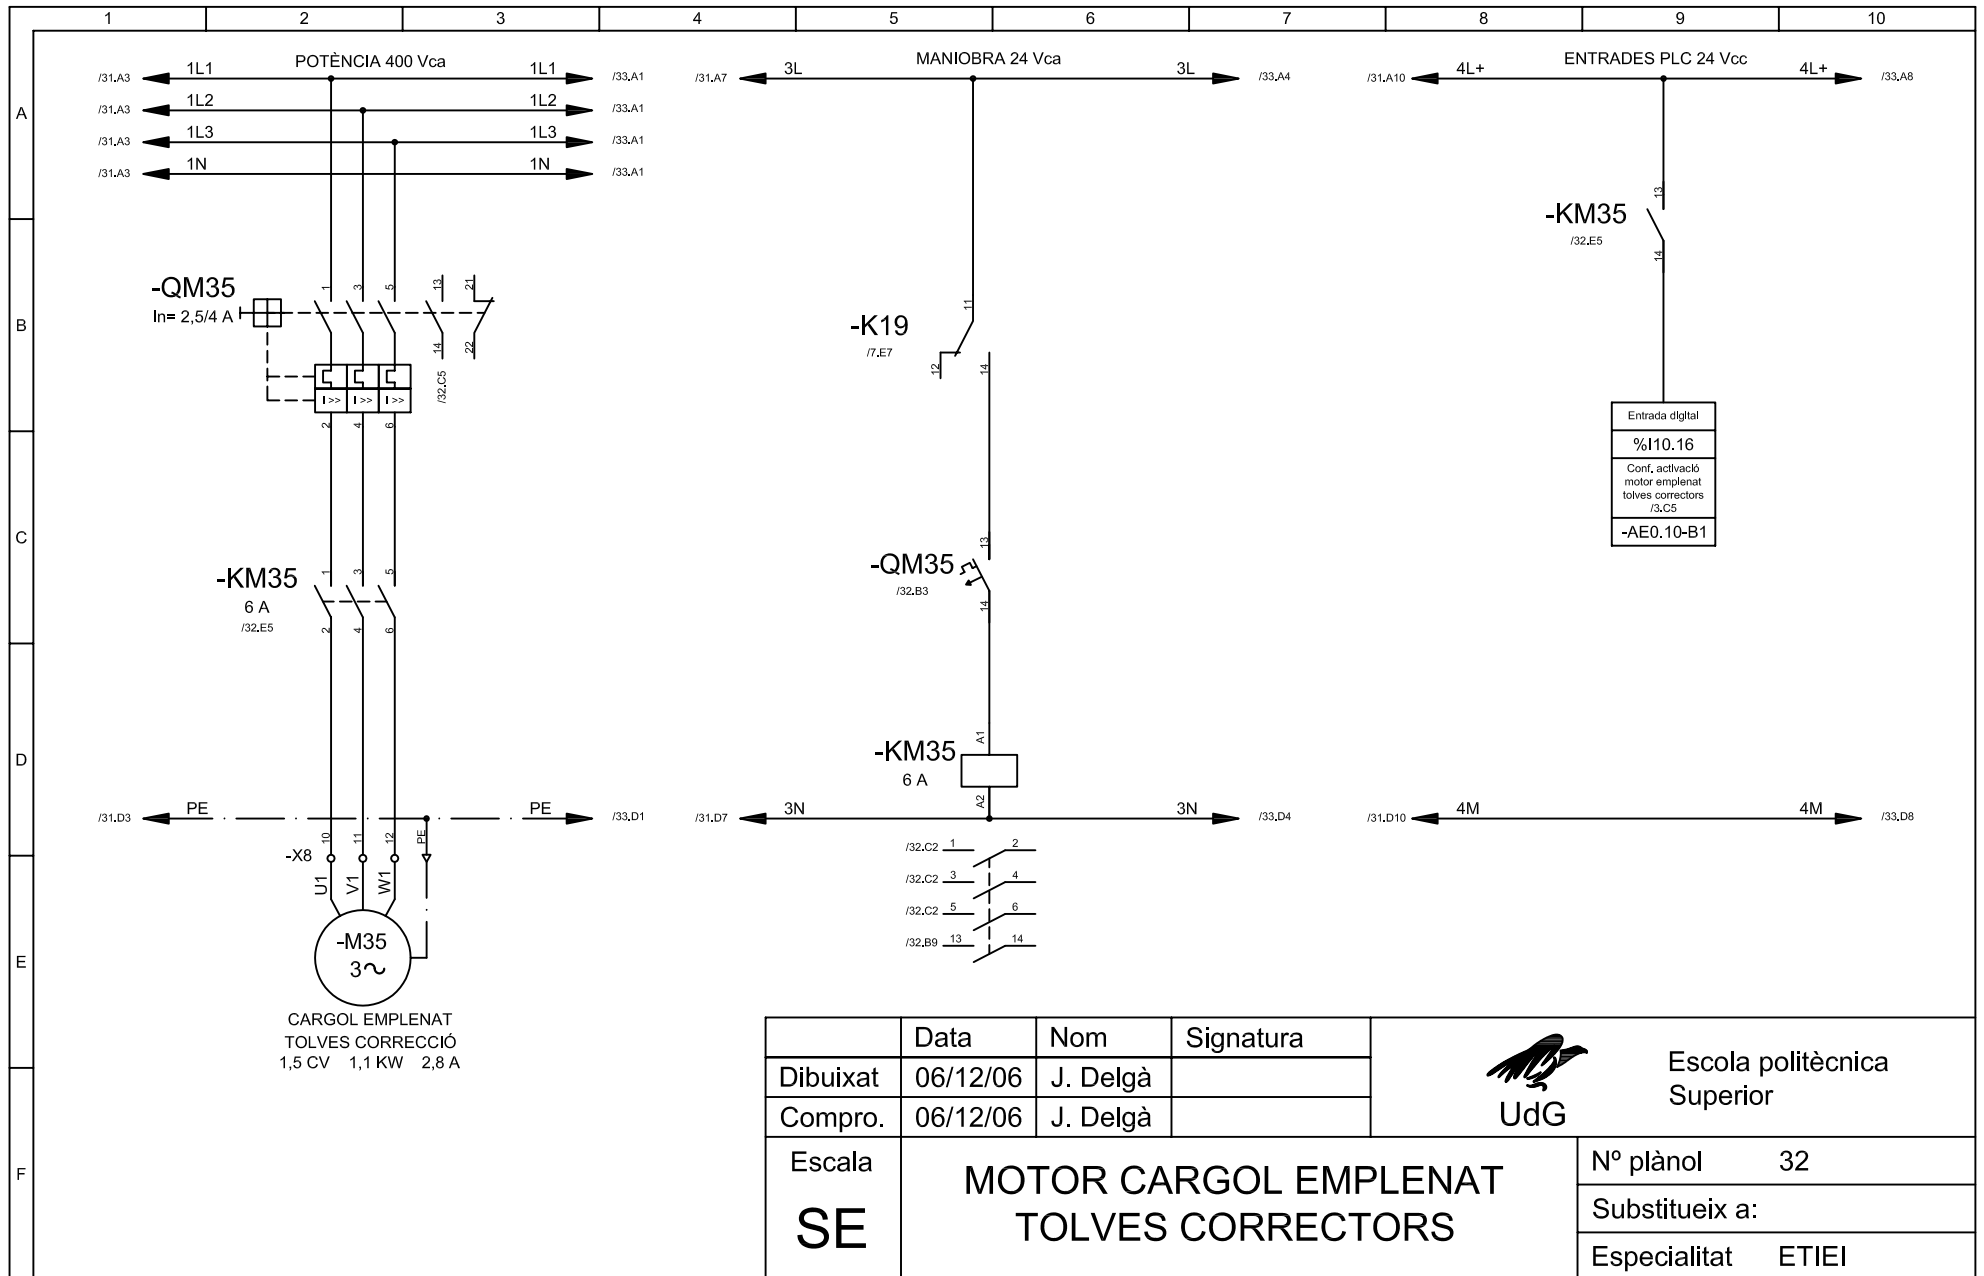 1 2 3 4 5 6 7 8 9 10
A
B
C
D
E
F
POTÈNCIA 400 Vca
/31.A3 1L1 1L1 /33.A1
/31.A3 1L2 1L2 /33.A1
/31.A3 1L3 1L3 /33.A1
/31.A3 1N 1N /33.A1
-QM35
In= 2,5/4 A
1 3 5 13 21
14 22
/32.C5
I >> I >> I >>
2 4 6
-KM35
6 A
/32.E5
1 3 5
2 4 6
/31.D3 PE PE /33.D1
-X8
10 11 12 PE
U1 V1 W1
-M35
3~
CARGOL EMPLENAT
TOLVES CORRECCIÓ
1,5 CV 1,1 KW 2,8 A
MANIOBRA 24 Vca
/31.A7 3L 3L /33.A4
-K19
/7.E7
11
12 14
-QM35
/32.B3
13
14
-KM35
6 A
A1
A2
/31.D7 3N 3N /33.D4
/32.C2 1 2
/32.C2 3 4
/32.C2 5 6
/32.B9 13 14
ENTRADES PLC 24 Vcc
/31.A10 4L+ 4L+ /33.A8
-KM35
/32.E5
13
14
Entrada digital
%I10.16
Conf. activació
motor emplenat
tolves correctors
/3.C5
-AE0.10-B1
/31.D10 4M 4M /33.D8
Data Nom Signatura
Dibuixat 06/12/06 J. Delgà
Compro. 06/12/06 J. Delgà
UdG
Escola politècnica
Superior
Escala
SE
MOTOR CARGOL EMPLENAT
TOLVES CORRECTORS
Nº plànol 32
Substitueix a:
Especialitat ETIEI